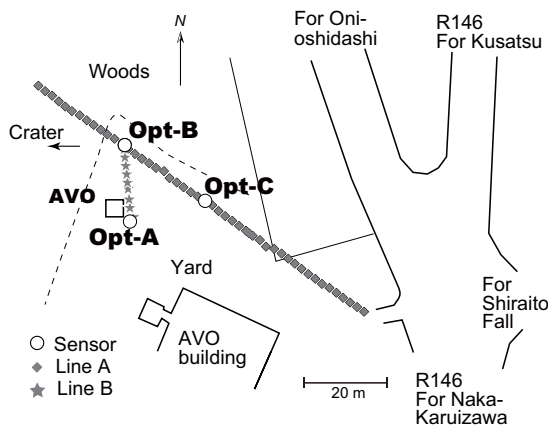 N
For Oni-
oshidashi
R146
For Kusatsu
Woods
Opt-B
Crater
Opt-C
AVO
Opt-A
Yard
For
Shiraito
Fall
AVO
building
Sensor
Line A
Line B
20 m
R146
For Naka-
Karuizawa